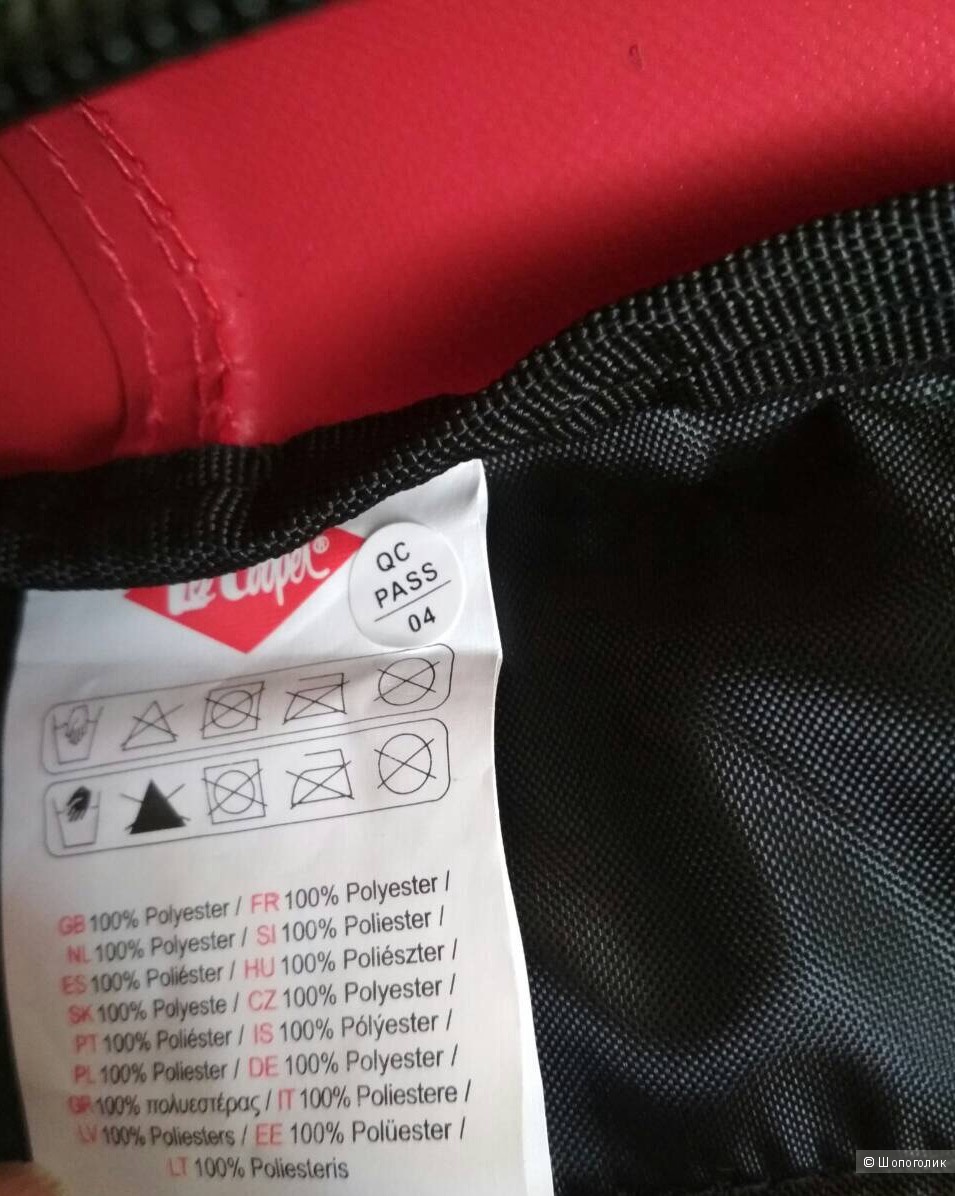 Lee Cooper®
QC
PASS
04
GB 100% Polyester / FR 100% Polyester /
NL 100% Polyester / SI 100% Poliester /
ES 100% Poliéster / HU 100% Poliészter /
SK 100% Polyeste / CZ 100% Polyester /
PT 100% Poliéster / IS 100% Pólýester /
PL 100% Poliester / DE 100% Polyester /
GR 100% πολυεστέρας / IT 100% Poliestere /
LV 100% Poliesters / EE 100% Polüester /
LT 100% Poliesteris
© Шопоголик